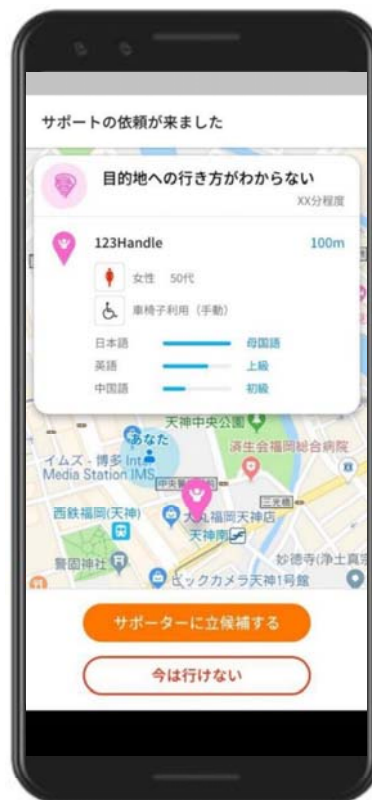 サポートの依頼が来ました
目的地への行き方がわからない
XX分程度
123Handle
100m
女性 50代
車椅子利用（手動）
日本語 母国語
英語 上級
中国語 初級
天神中央公園
あなた
済生会福岡総合病院
イムズ - 博多 Inte
Media Station IMS
中央警
三光橋
西鉄福岡(天神)
大丸福岡天神店
天神南
警固神社
妙徳寺(浄土真宗
ビックカメラ天神1号館
サポーターに立候補する
今は行けない